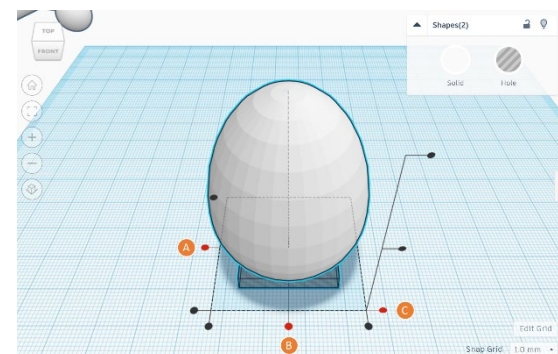 TOP
FRONT
Shapes(2)
Solid
Hole
A
B
C
Edit Grid
Snap Grid 1.0 mm